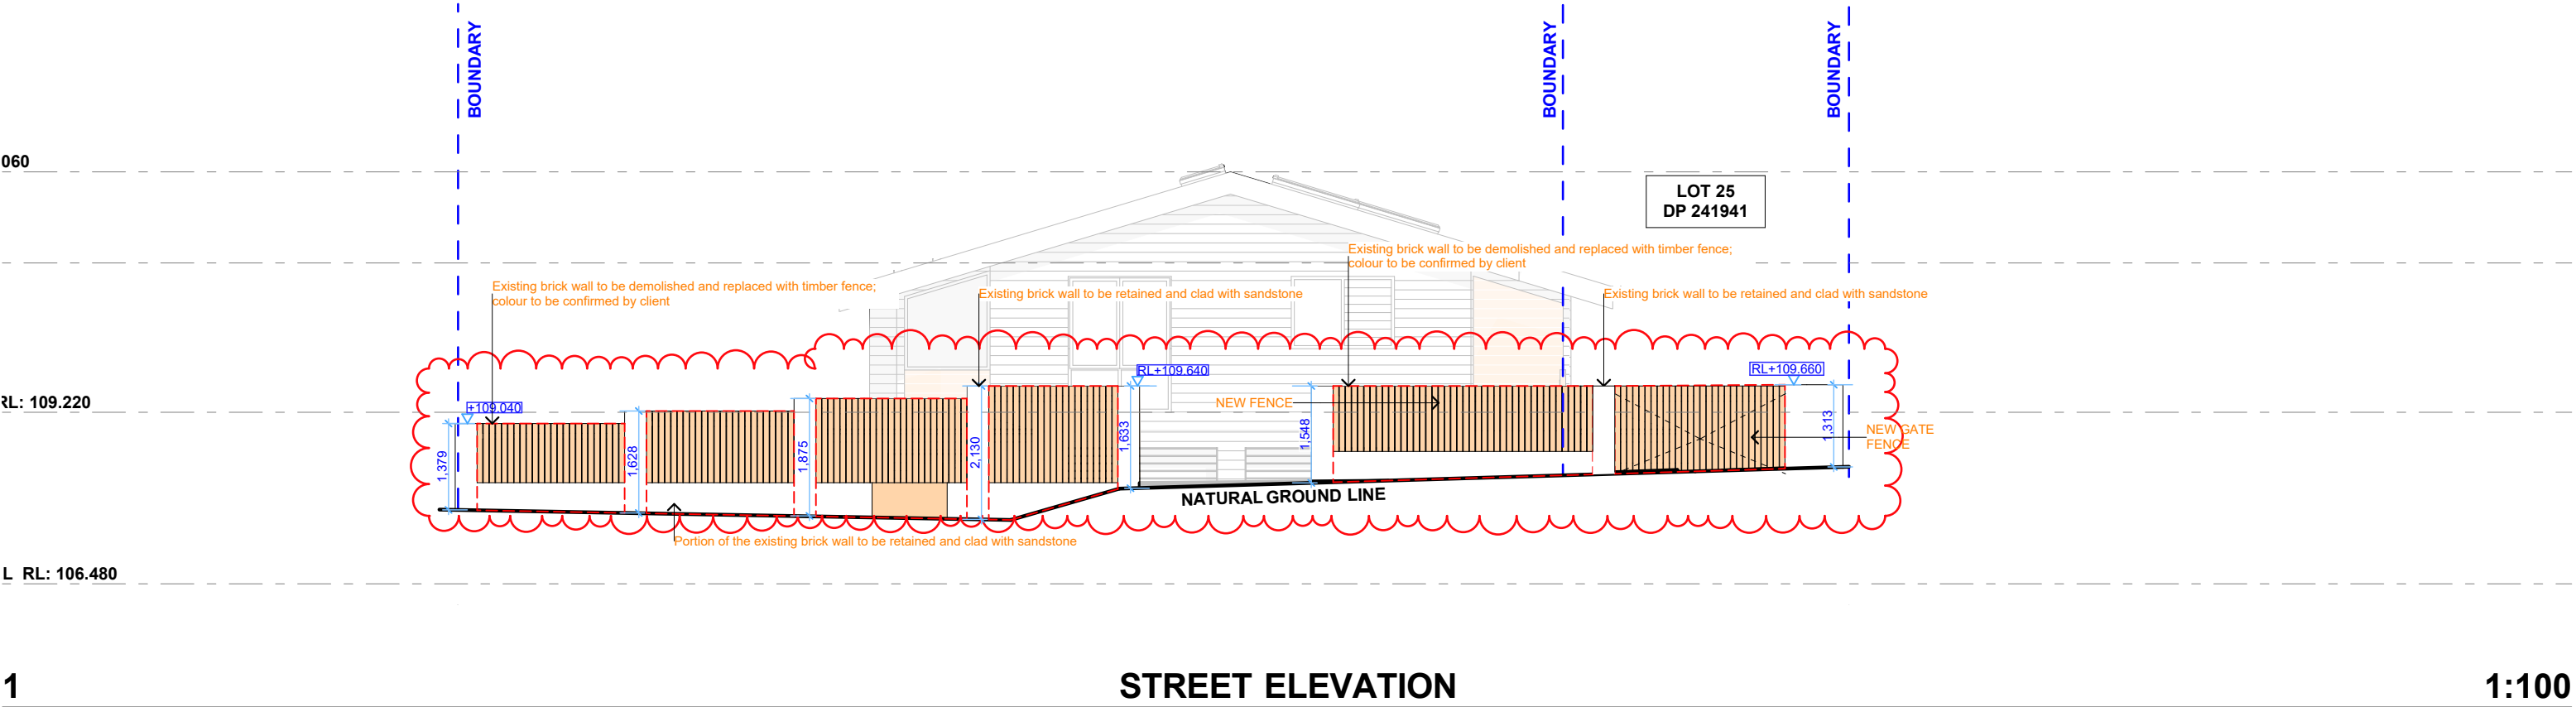 BOUNDARY
BOUNDARY
BOUNDARY
060
LOT 25
DP 241941
Existing brick wall to be demolished and replaced with timber fence;
colour to be confirmed by client
Existing brick wall to be demolished and replaced with timber fence;
colour to be confirmed by client
Existing brick wall to be retained and clad with sandstone
Existing brick wall to be retained and clad with sandstone
RL+109.640
RL+109.660
RL: 109.220
+109.040
NEW FENCE
NEW GATE
FENCE
1,379
1,628
1,875
2,130
1,633
1,548
1,313
NATURAL GROUND LINE
Portion of the existing brick wall to be retained and clad with sandstone
L RL: 106.480
1
STREET ELEVATION
1:100